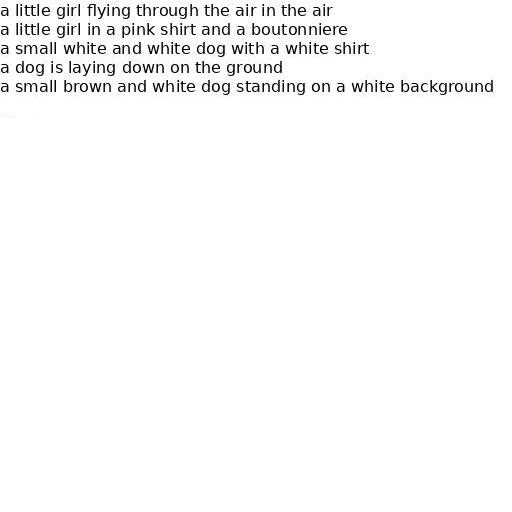 a little girl flying through the air in the air
a little girl in a pink shirt and a boutonniere
a small white and white dog with a white shirt
a dog is laying down on the ground
a small brown and white dog standing on a white background